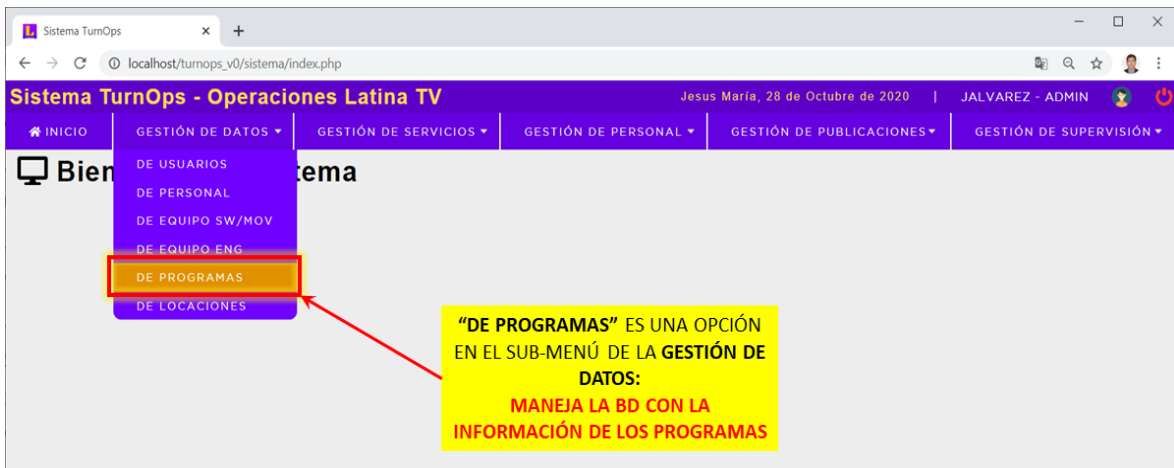 Sistema TurnOps
localhost/turnops_v0/sistema/index.php
Sistema TurnOps - Operaciones Latina TV
Jesus María, 28 de Octubre de 2020 | JALVAREZ - ADMIN
INICIO GESTIÓN DE DATOS GESTIÓN DE SERVICIOS GESTIÓN DE PERSONAL GESTIÓN DE PUBLICACIONES GESTIÓN DE SUPERVISIÓN
Bien tema
DE USUARIOS
DE PERSONAL
DE EQUIPO SW/MOV
DE EQUIPO ENG
DE PROGRAMAS
DE LOCACIONES
“DE PROGRAMAS” ES UNA OPCIÓN
EN EL SUB-MENÚ DE LA GESTIÓN DE
DATOS:
MANEJA LA BD CON LA
INFORMACIÓN DE LOS PROGRAMAS